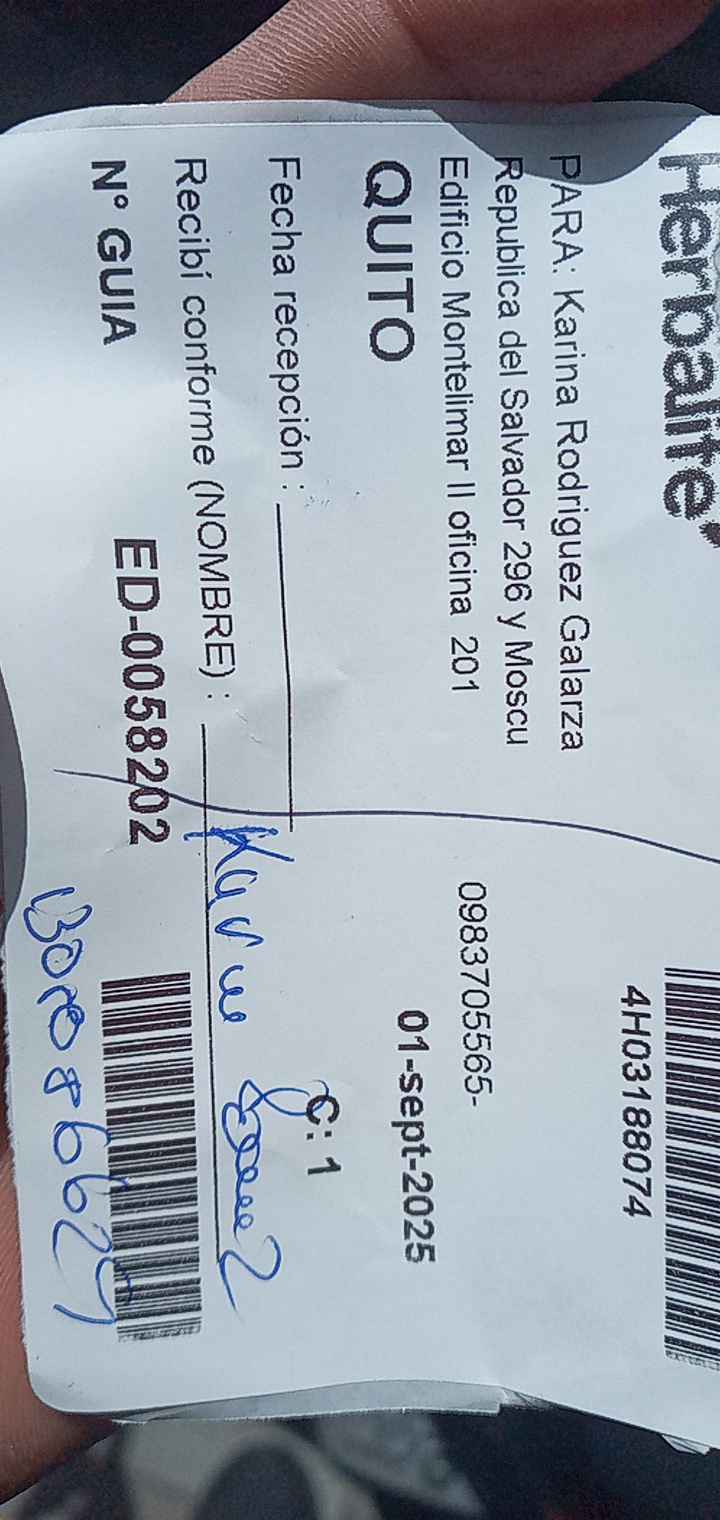 Herbalife
4H03188074
PARA: Karina Rodriguez Galarza
Republica del Salvador 296 y Moscu
Edificio Montelimar II oficina 201
0983705565-
QUITO
01-sept-2025
Fecha recepción :
C: 1
Recibí conforme (NOMBRE) :
N° GUIA
ED-0058202